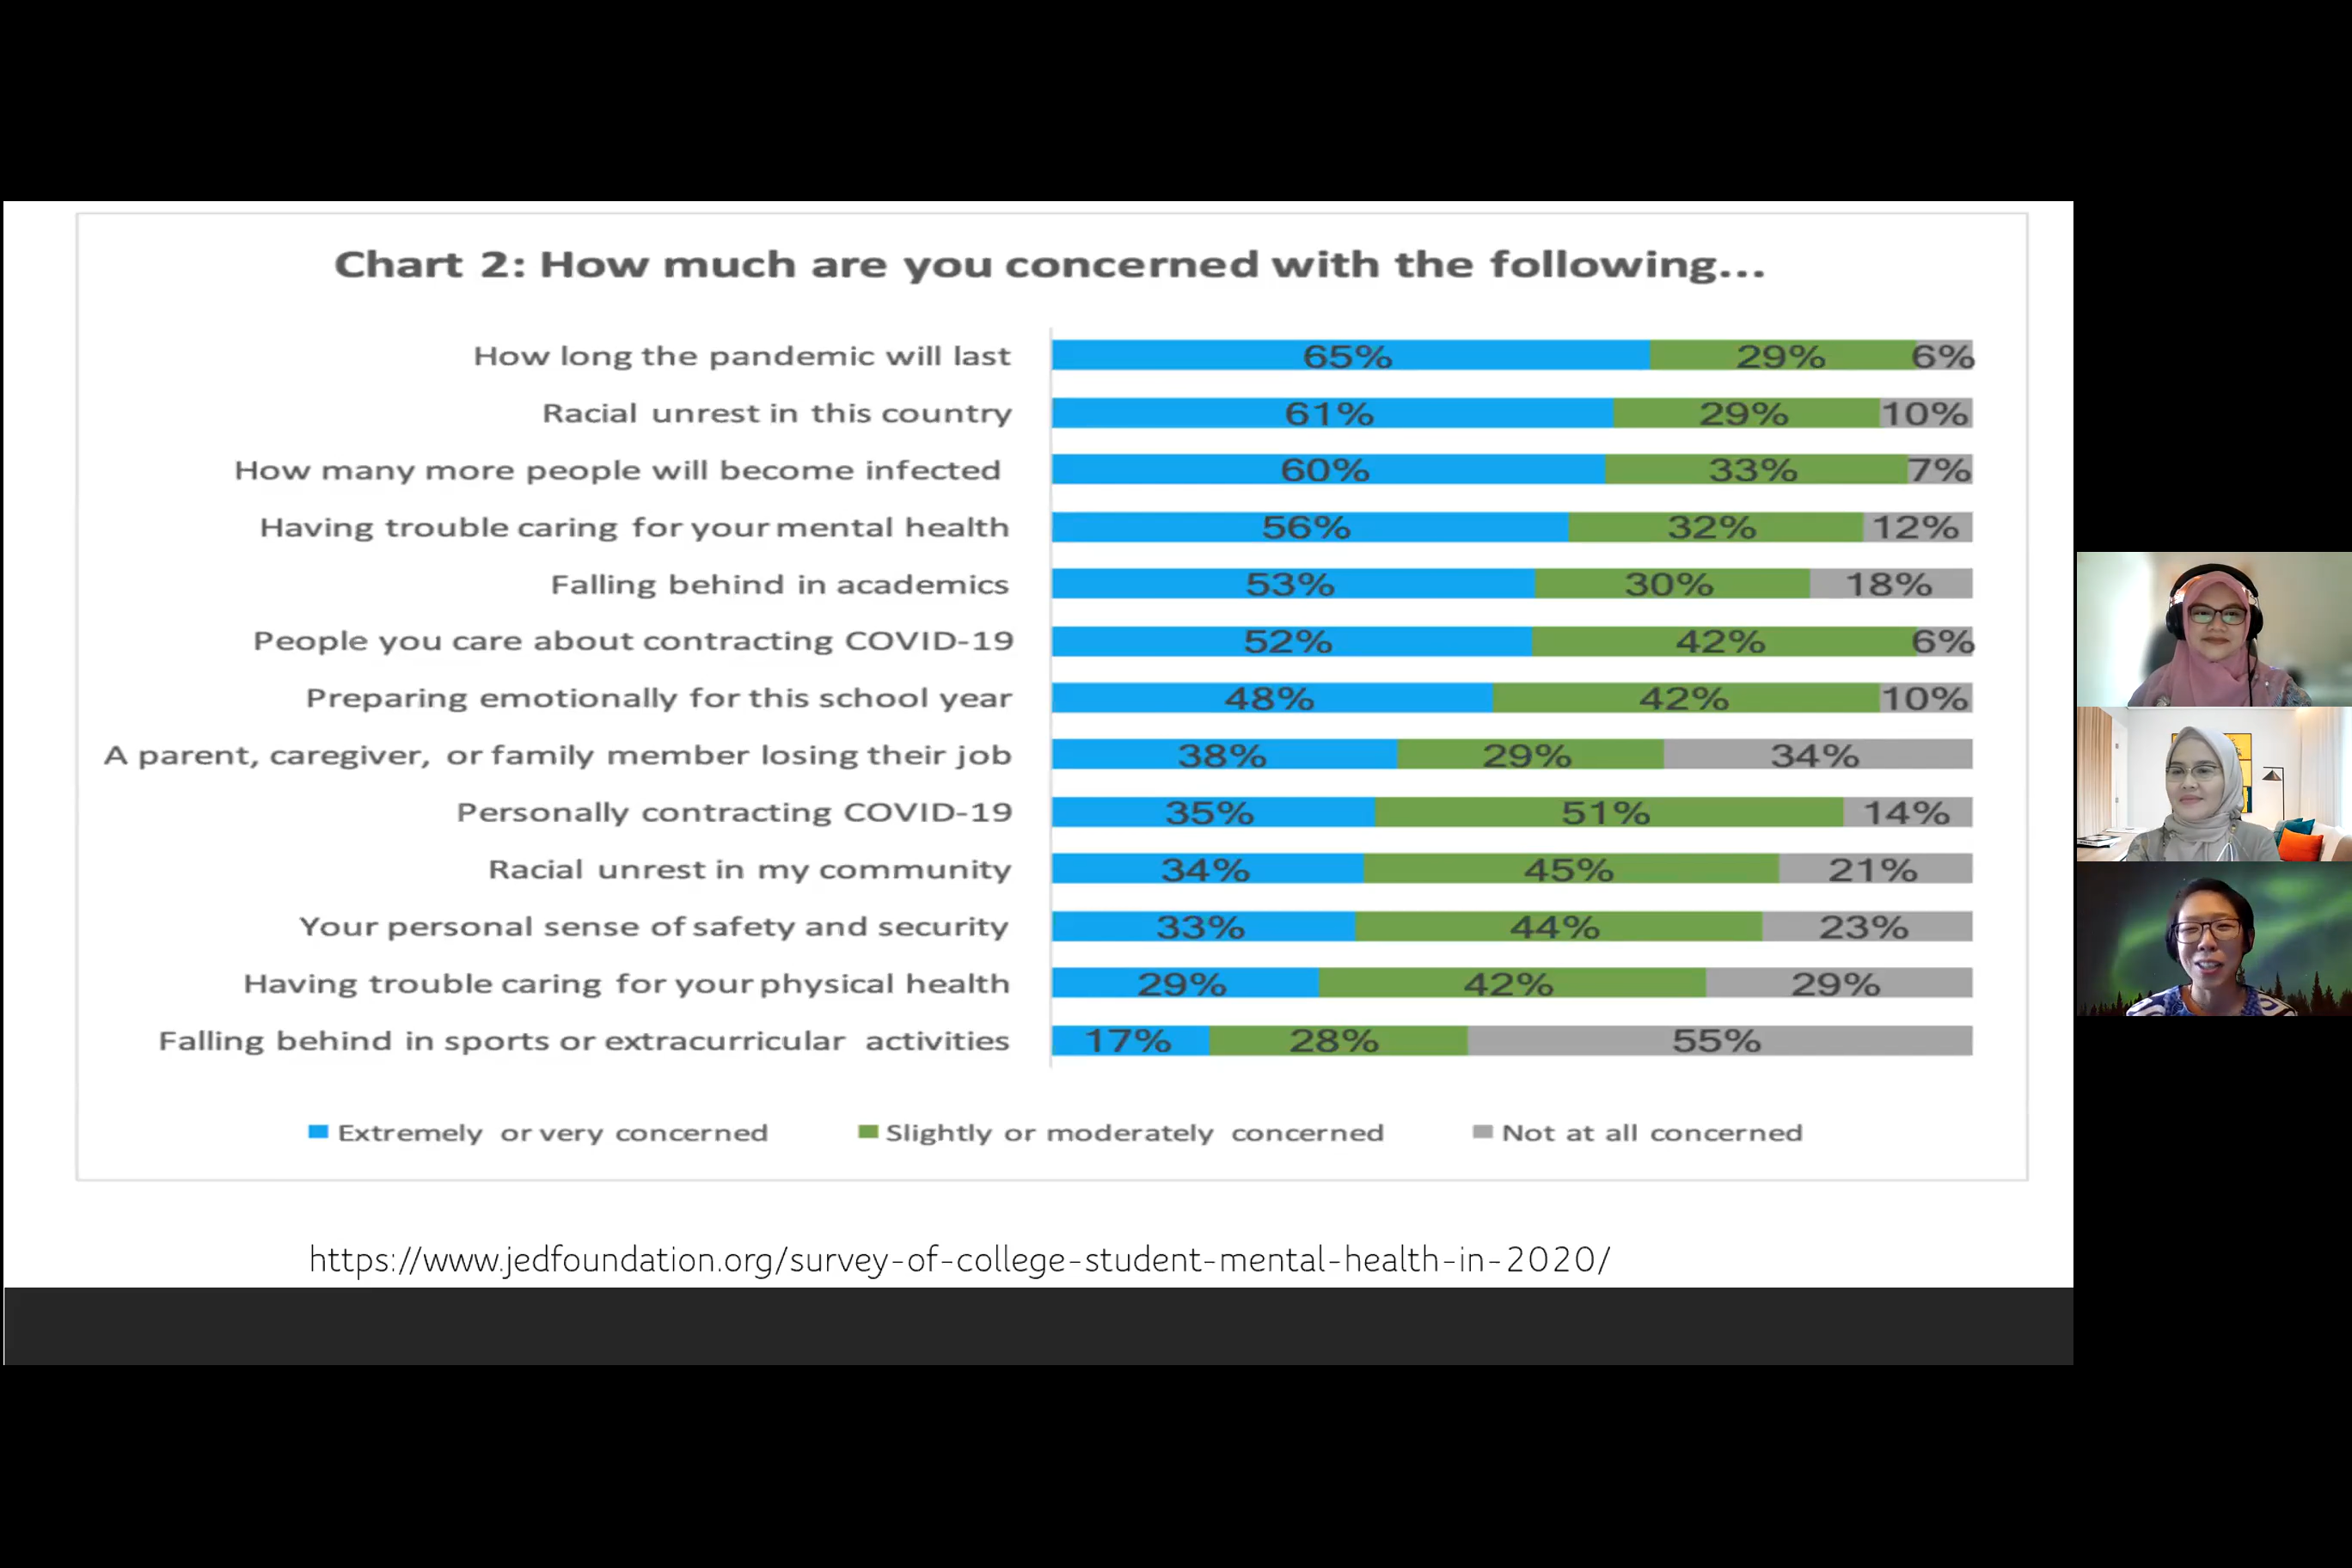 Chart 2: How much are you concerned with the following...
How long the pandemic will last 65% 29% 6%
Racial unrest in this country 61% 29% 10%
How many more people will become infected 60% 33% 7%
Having trouble caring for your mental health 56% 32% 12%
Falling behind in academics 53% 30% 18%
People you care about contracting COVID-19 52% 42% 6%
Preparing emotionally for this school year 48% 42% 10%
A parent, caregiver, or family member losing their job 38% 29% 34%
Personally contracting COVID-19 35% 51% 14%
Racial unrest in my community 34% 45% 21%
Your personal sense of safety and security 33% 44% 23%
Having trouble caring for your physical health 29% 42% 29%
Falling behind in sports or extracurricular activities 17% 28% 55%
Extremely or very concerned Slightly or moderately concerned Not at all concerned
https://www.jedfoundation.org/survey-of-college-student-mental-health-in-2020/